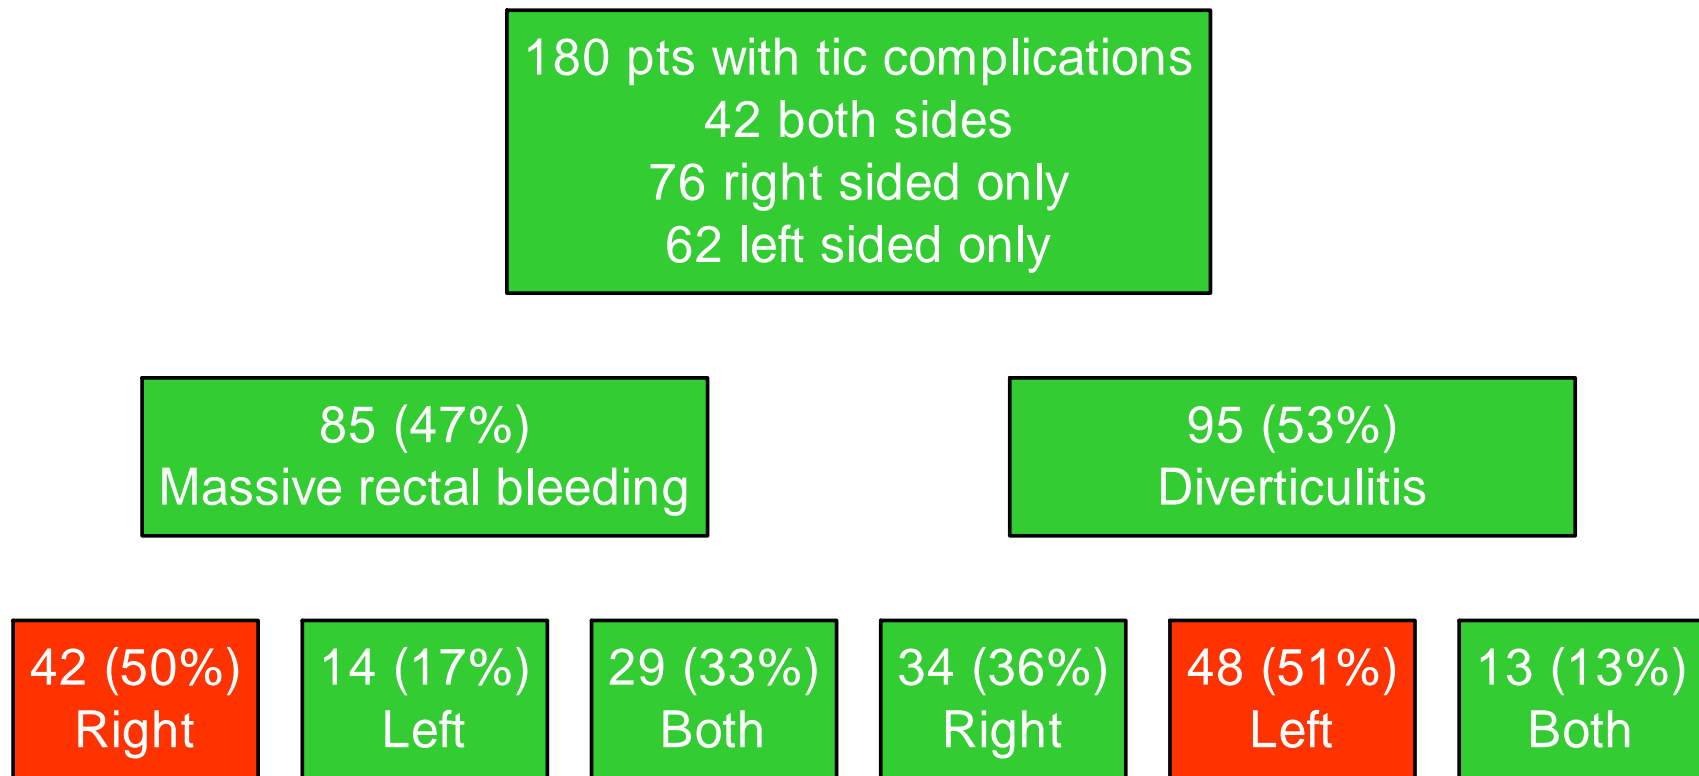 180 pts with tic complications
42 both sides
76 right sided only
62 left sided only
85 (47%)
Massive rectal bleeding
95 (53%)
Diverticulitis
42 (50%)
Right
14 (17%)
Left
29 (33%)
Both
34 (36%)
Right
48 (51%)
Left
13 (13%)
Both